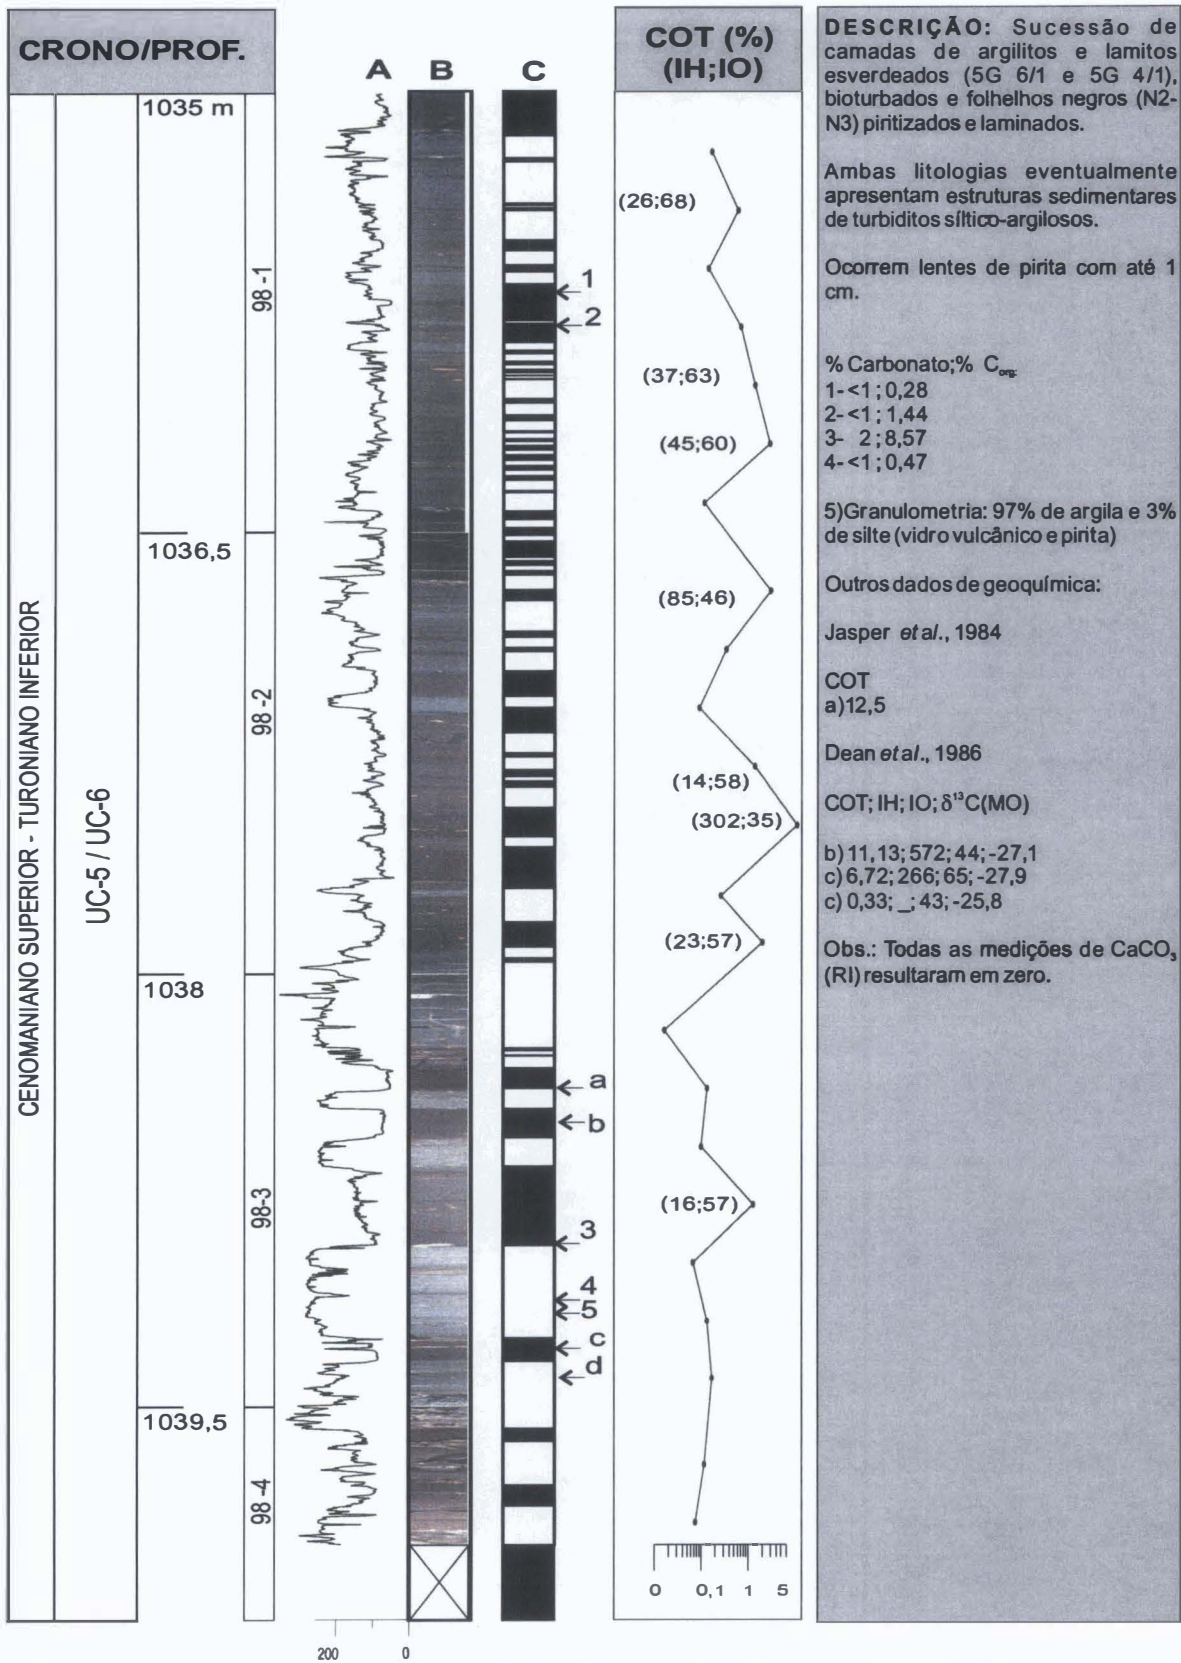 CRONO/PROF.
A B C
COT (%)
(IH;IO)
CENOMANIANO SUPERIOR - TURONIANO INFERIOR
UC-5 / UC-6
1035 m
1036,5
1038
1039,5
98-1
98-2
98-3
98-4
1
2
a
b
3
4
5
c
d
(26;68)
(37;63)
(45;60)
(85;46)
(14;58)
(302;35)
(23;57)
(16;57)
0 0,1 1 5
200 0
DESCRIÇÃO: Sucessão de
camadas de argilitos e lamitos
esverdeados (5G 6/1 e 5G 4/1),
bioturbados e folhelhos negros (N2-
N3) piritizados e laminados.
Ambas litologias eventualmente
apresentam estruturas sedimentares
de turbiditos síltico-argilosos.
Ocorrem lentes de pirita com até 1
cm.
% Carbonato;% C org.
1-<1;0,28
2-<1;1,44
3- 2;8,57
4-<1;0,47
5)Granulometria: 97% de argila e 3%
de silte (vidro vulcânico e pirita)
Outros dados de geoquímica:
Jasper et al., 1984
COT
a)12,5
Dean et al., 1986
COT; IH; IO; δ¹³C(MO)
b) 11,13; 572; 44; -27,1
c) 6,72; 266; 65; -27,9
c) 0,33; _; 43; -25,8
Obs.: Todas as medições de CaCO₃
(RI) resultaram em zero.